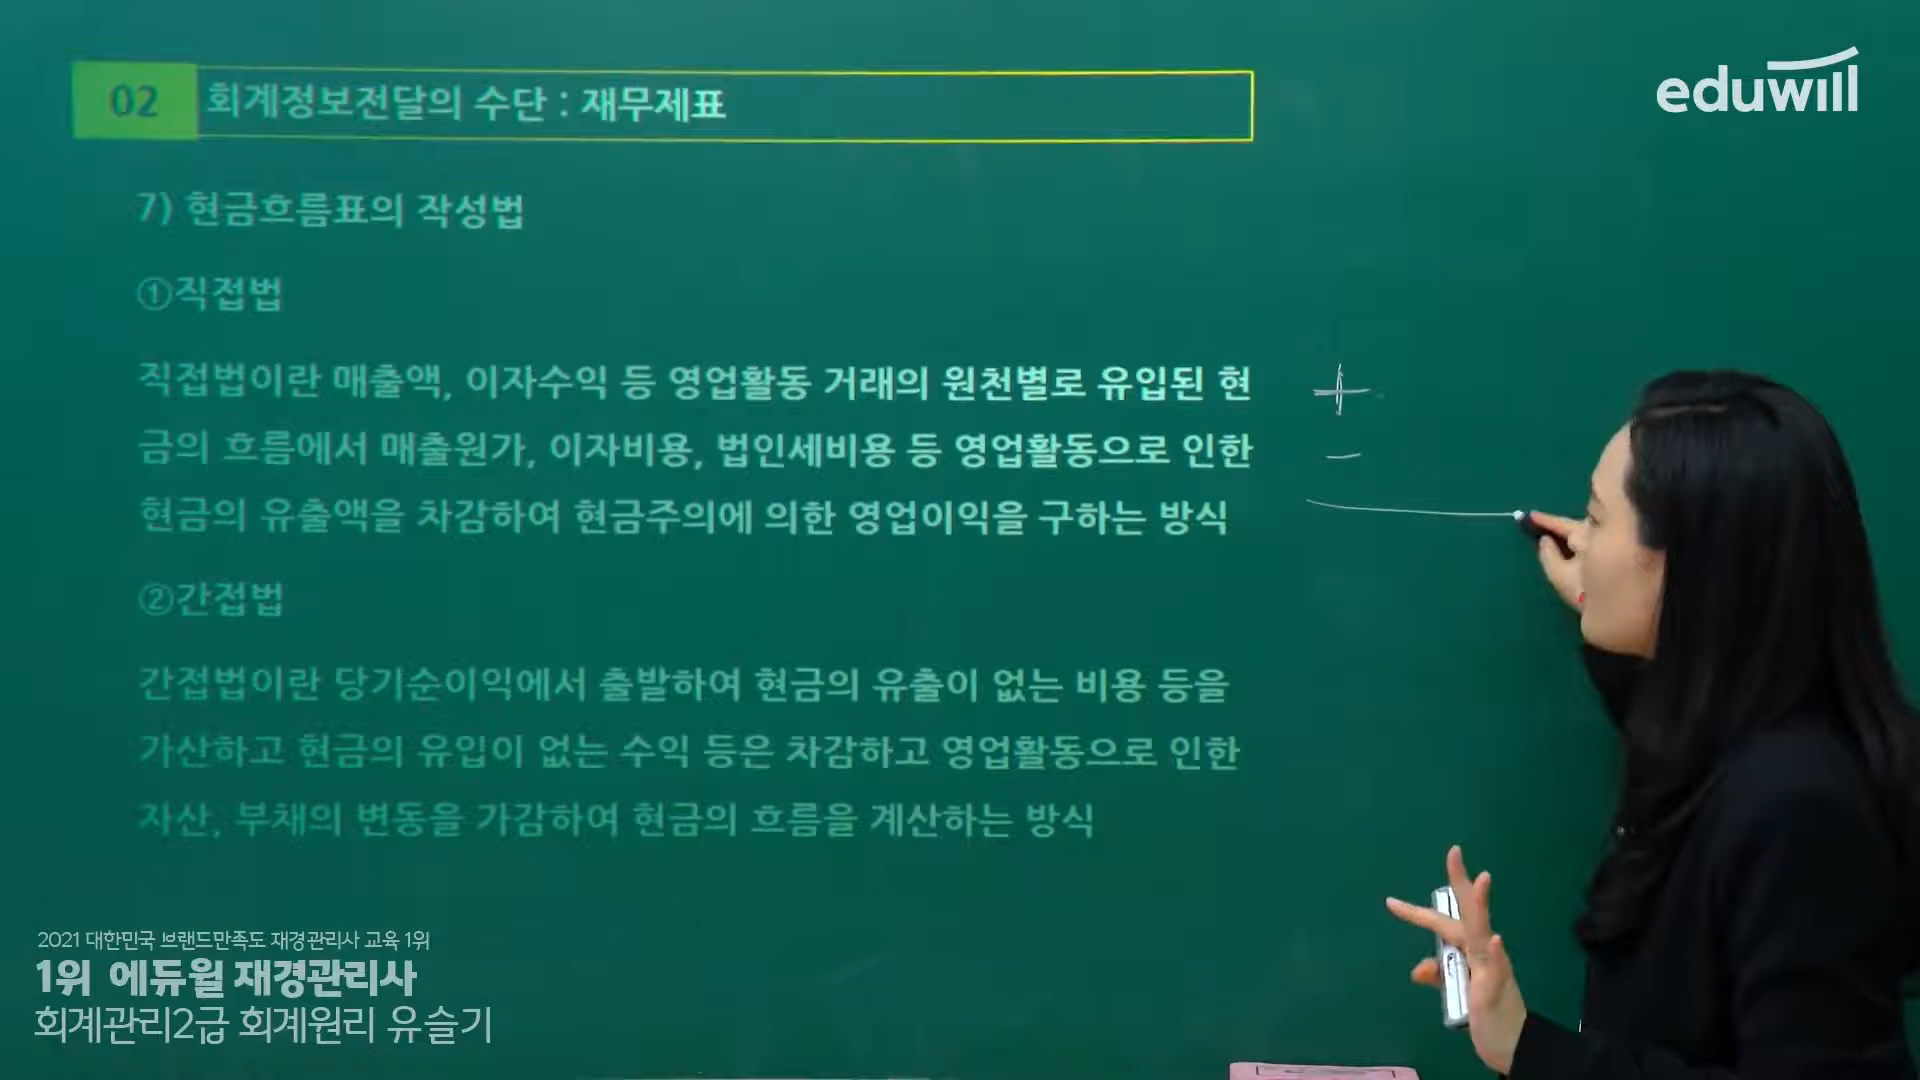 02 회계정보전달의 수단 : 재무제표
eduwill
7) 현금흐름표의 작성법
①직접법
직접법이란 매출액, 이자수익 등 영업활동 거래의 원천별로 유입된 현
금의 흐름에서 매출원가, 이자비용, 법인세비용 등 영업활동으로 인한
현금의 유출액을 차감하여 현금주의에 의한 영업이익을 구하는 방식
+
-
②간접법
간접법이란 당기순이익에서 출발하여 현금의 유출이 없는 비용 등을
가산하고 현금의 유입이 없는 수익 등은 차감하고 영업활동으로 인한
자산, 부채의 변동을 가감하여 현금의 흐름을 계산하는 방식
2021 대한민국 브랜드만족도 재경관리사 교육 1위
1위 에듀윌 재경관리사
회계관리2급 회계원리 유슬기